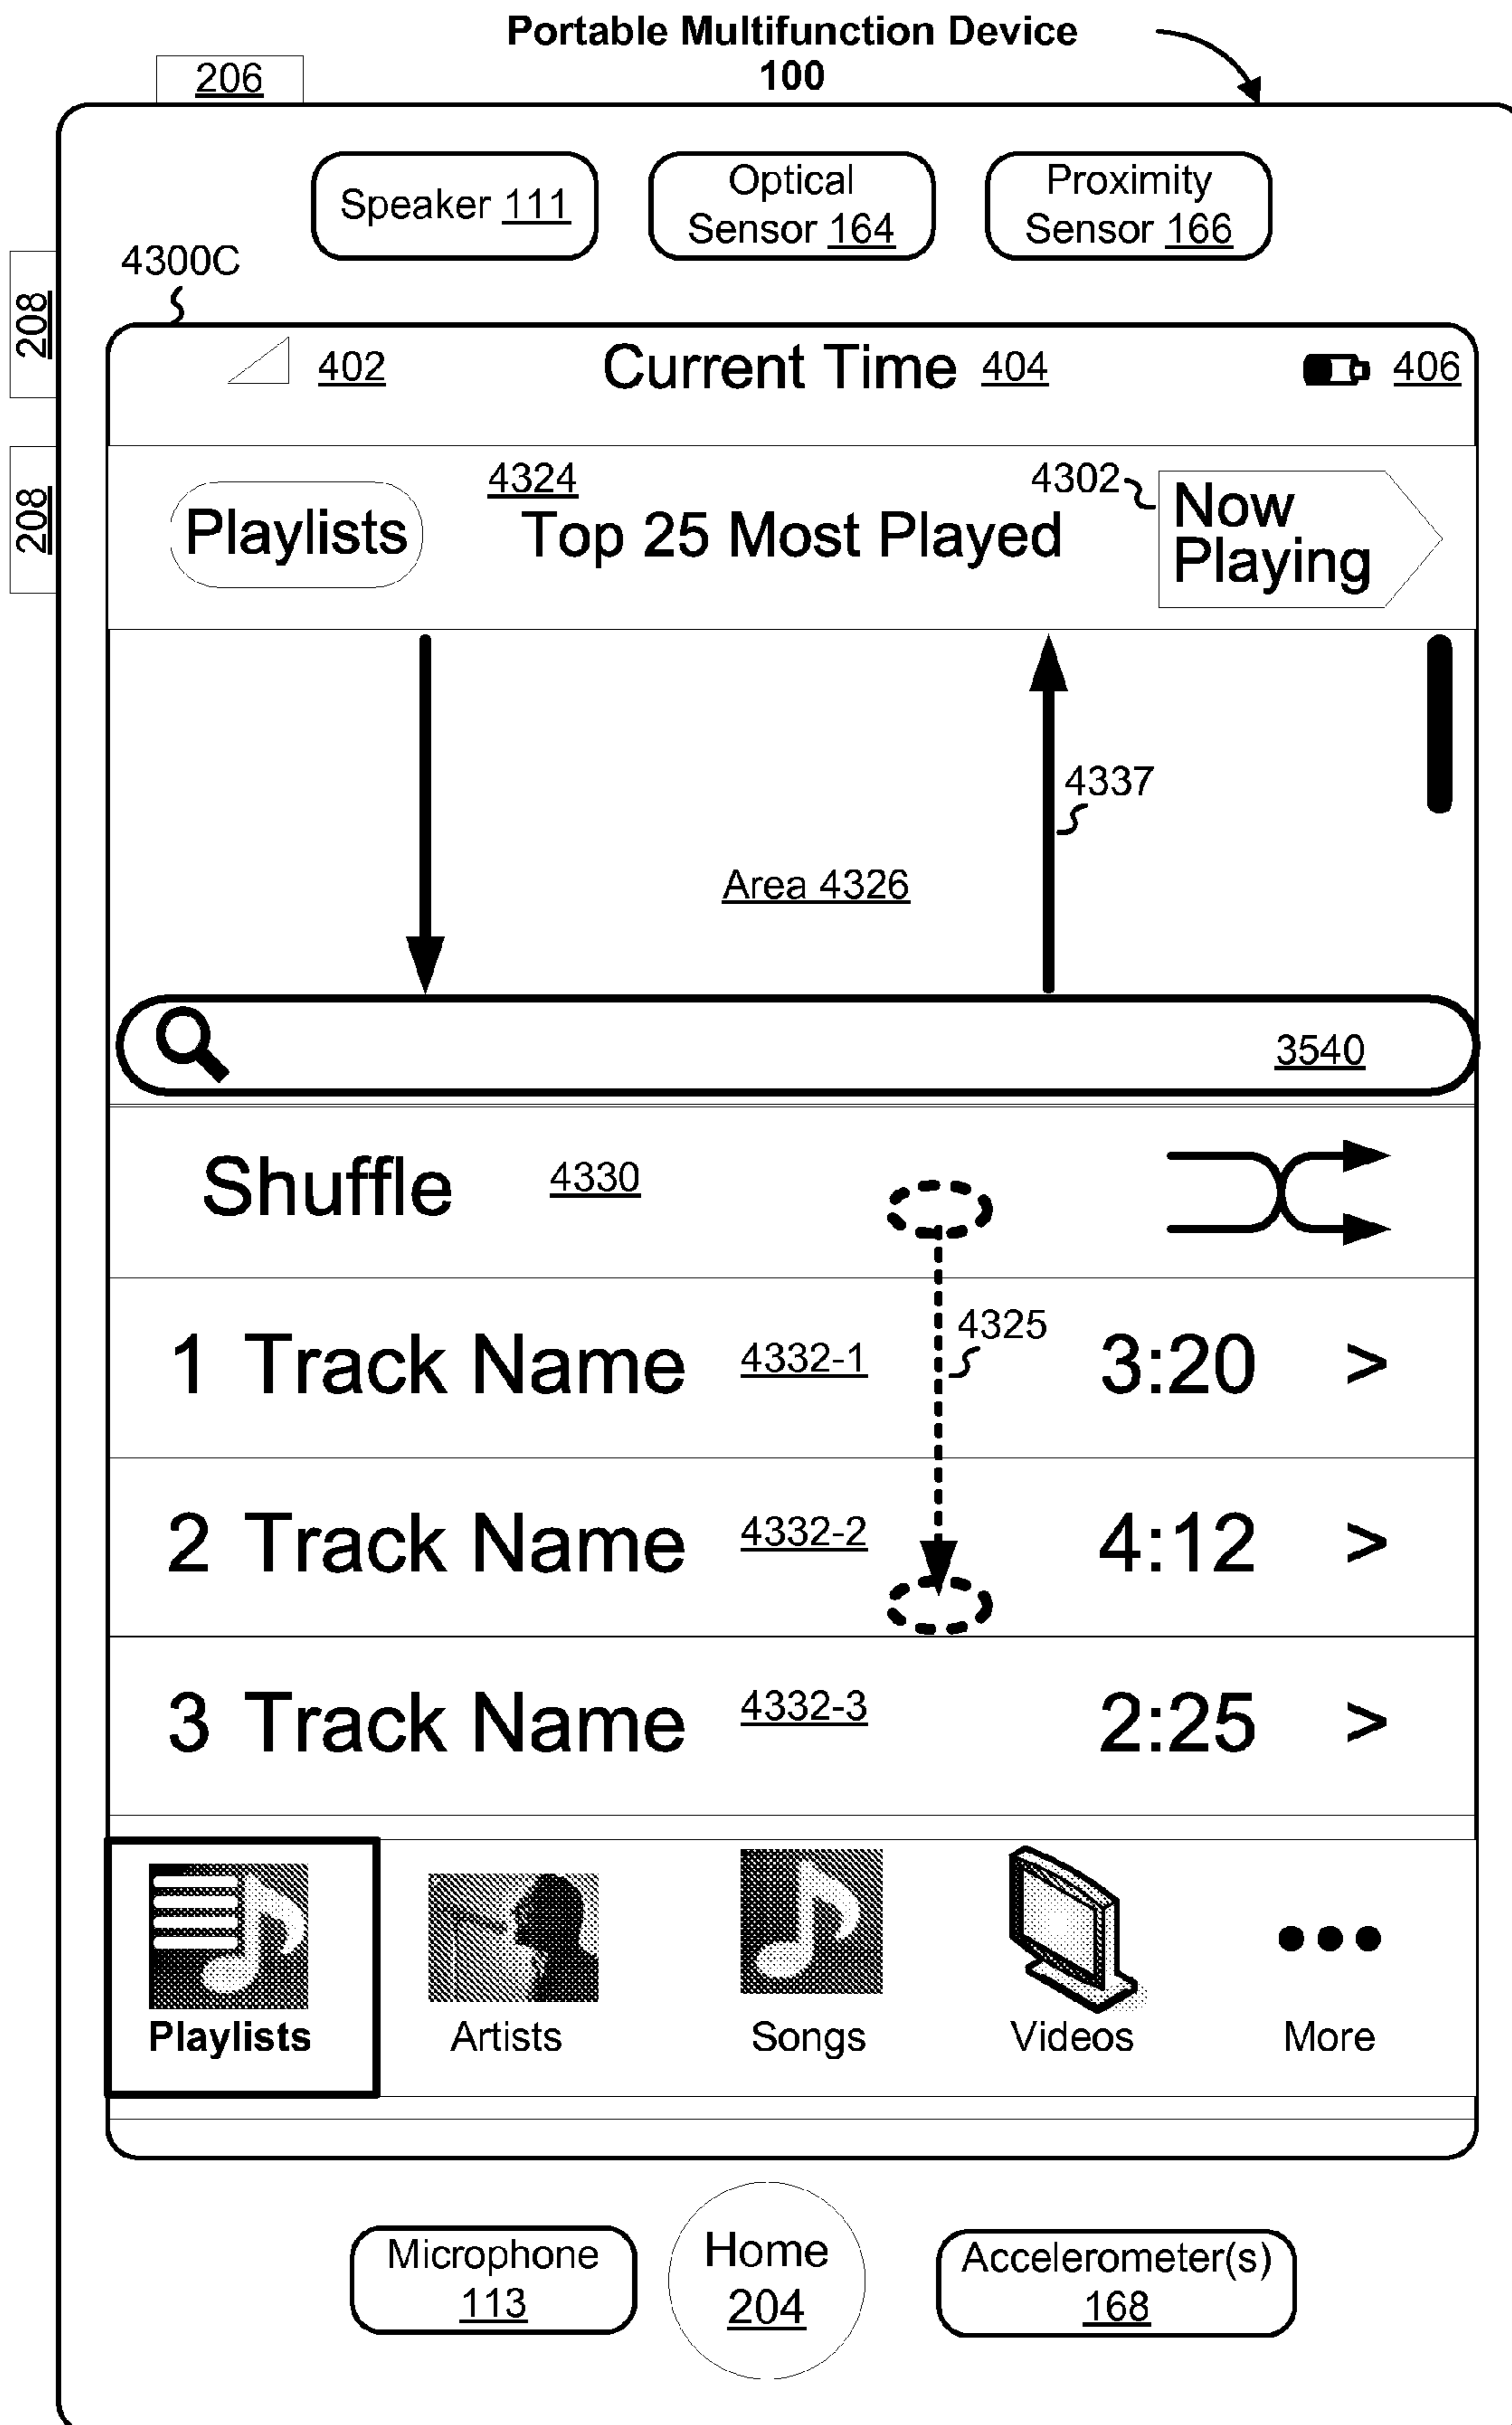 Portable Multifunction Device
100
206
Speaker 111
Optical
Sensor 164
Proximity
Sensor 166
4300C
208
402
Current Time 404
406
208
Playlists
4324
Top 25 Most Played
4302
Now
Playing
4337
Area 4326
3540
Shuffle 4330
4325
1 Track Name 4332-1 3:20 >
2 Track Name 4332-2 4:12 >
3 Track Name 4332-3 2:25 >
Playlists
Artists
Songs
Videos
More
Microphone
113
Home
204
Accelerometer(s)
168